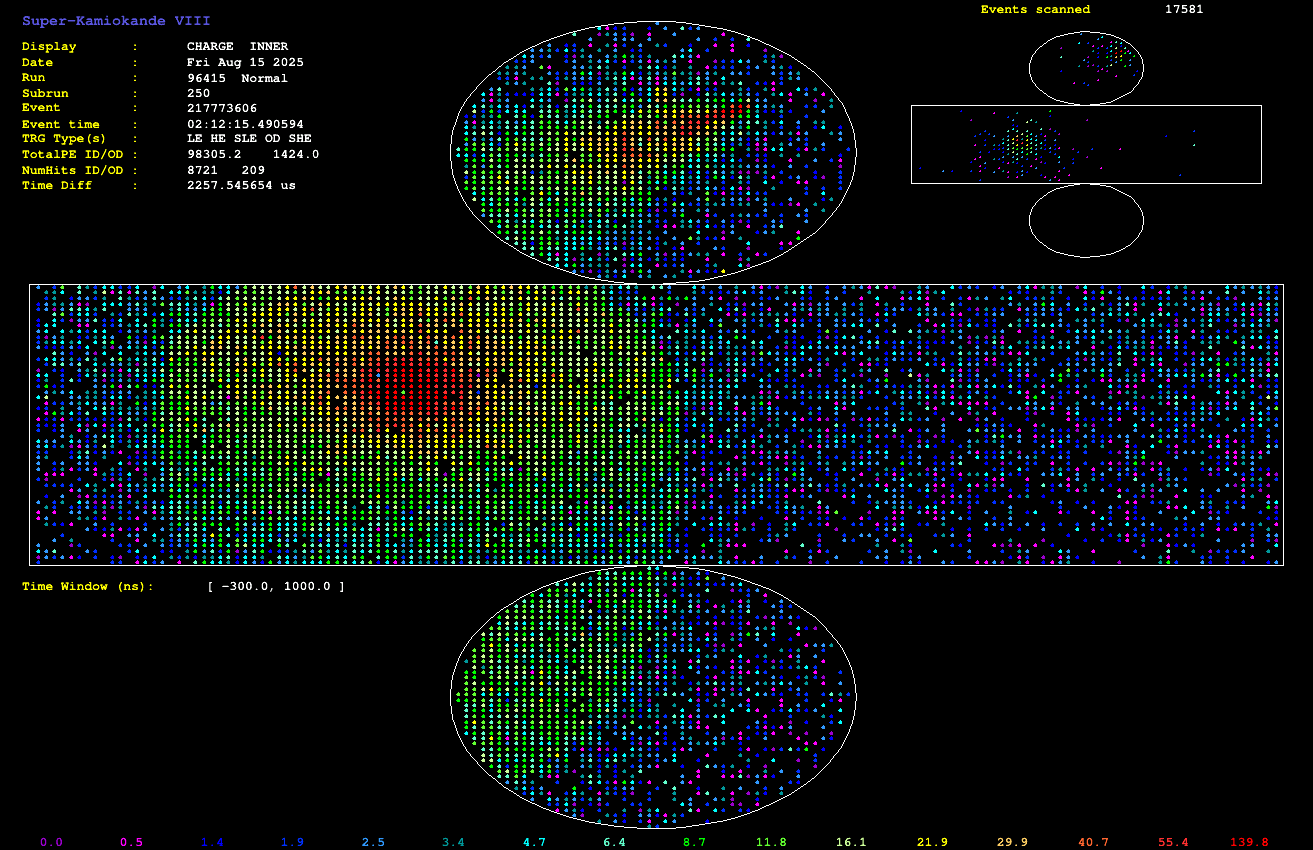 Super-Kamiokande VIII
Events scanned 17581
Display : CHARGE INNER
Date : Fri Aug 15 2025
Run : 96415 Normal
Subrun : 250
Event : 217773606
Event time : 02:12:15.490594
TRG Type(s) : LE HE SLE OD SHE
TotalPE ID/OD : 98305.2 1424.0
NumHits ID/OD : 8721 209
Time Diff : 2257.545654 us
Time Window (ns): [ -300.0, 1000.0 ]
0.0 0.5 1.4 1.9 2.5 3.4 4.7 6.4 8.7 11.8 16.1 21.9 29.9 40.7 55.4 139.8